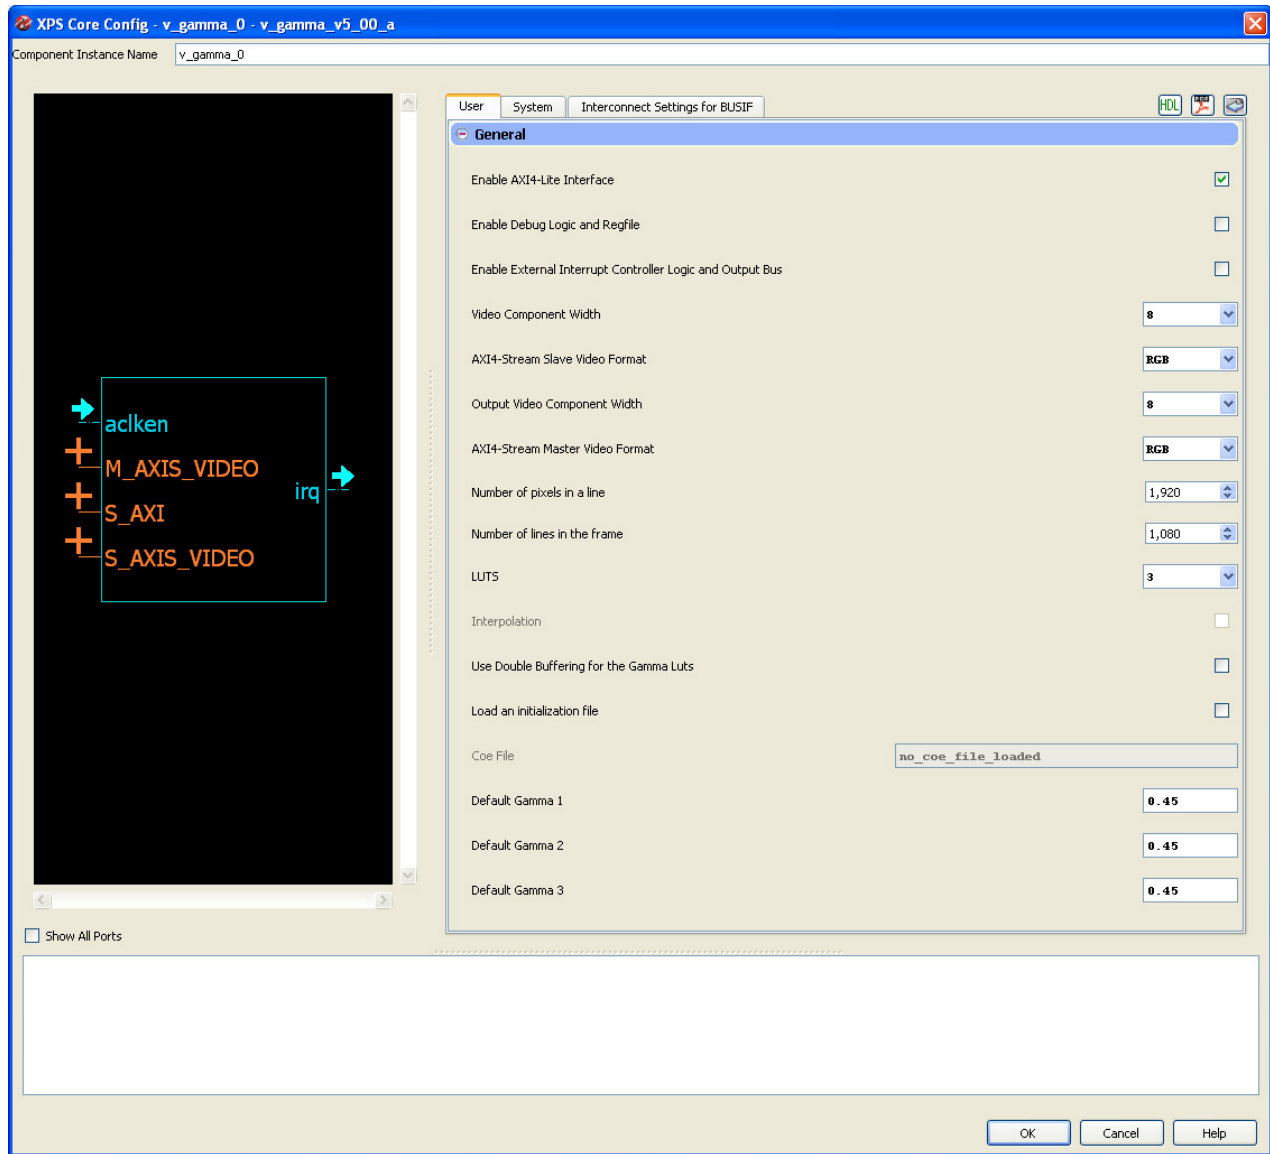 XPS Core Config - v_gamma_0 - v_gamma_v5_00_a
Component Instance Name v_gamma_0
User System Interconnect Settings for BUSIF HDL
General
Enable AXI4-Lite Interface
Enable Debug Logic and Regfile
Enable External Interrupt Controller Logic and Output Bus
Video Component Width 8
AXI4-Stream Slave Video Format RGB
Output Video Component Width 8
AXI4-Stream Master Video Format RGB
Number of pixels in a line 1,920
Number of lines in the frame 1,080
LUTS 3
Interpolation
Use Double Buffering for the Gamma Luts
Load an initialization file
Coe File no_coe_file_loaded
Default Gamma 1 0.45
Default Gamma 2 0.45
Default Gamma 3 0.45
aclken
M_AXIS_VIDEO
irq
S_AXI
S_AXIS_VIDEO
Show All Ports
OK Cancel Help